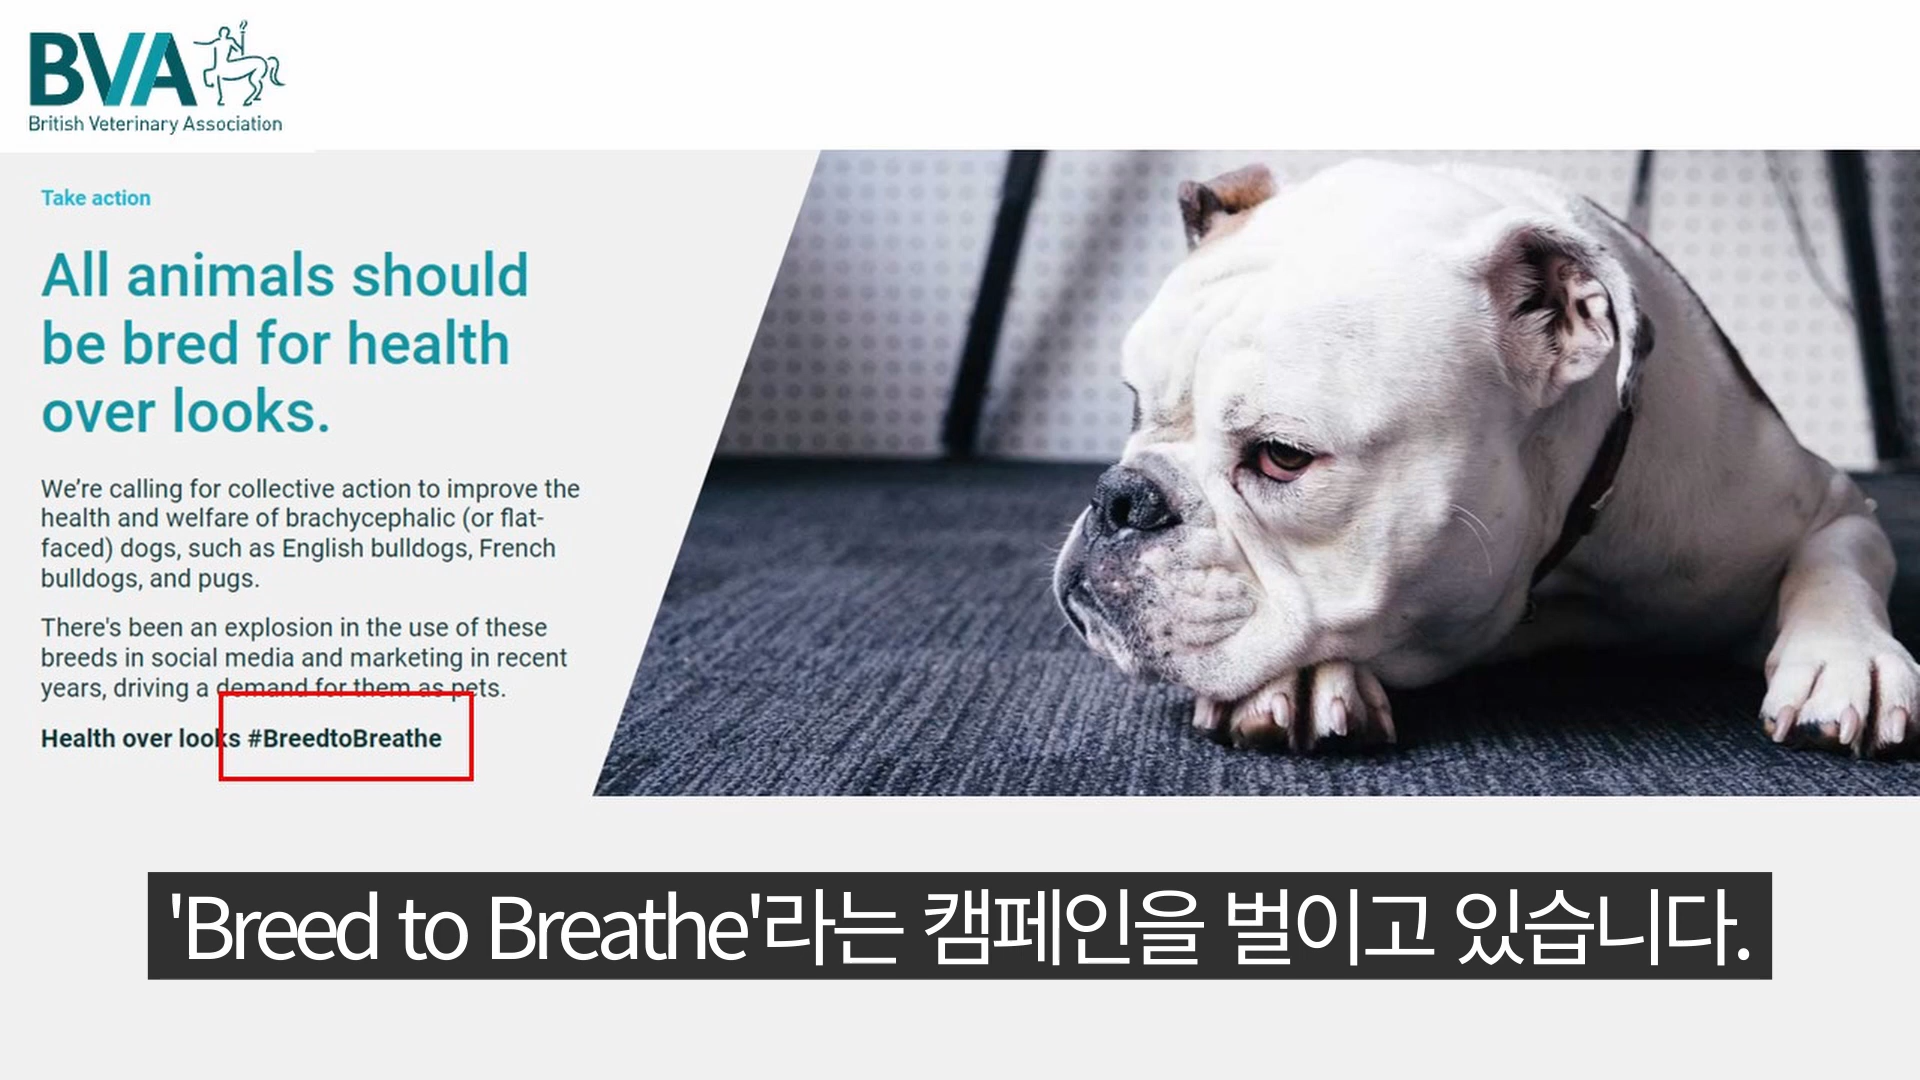 BVA
British Veterinary Association
Take action
All animals should
be bred for health
over looks.
We’re calling for collective action to improve the
health and welfare of brachycephalic (or flat-
faced) dogs, such as English bulldogs, French
bulldogs, and pugs.
There's been an explosion in the use of these
breeds in social media and marketing in recent
years, driving a demand for them as pets.
Health over looks #BreedtoBreathe
'Breed to Breathe'라는 캠페인을 벌이고 있습니다.